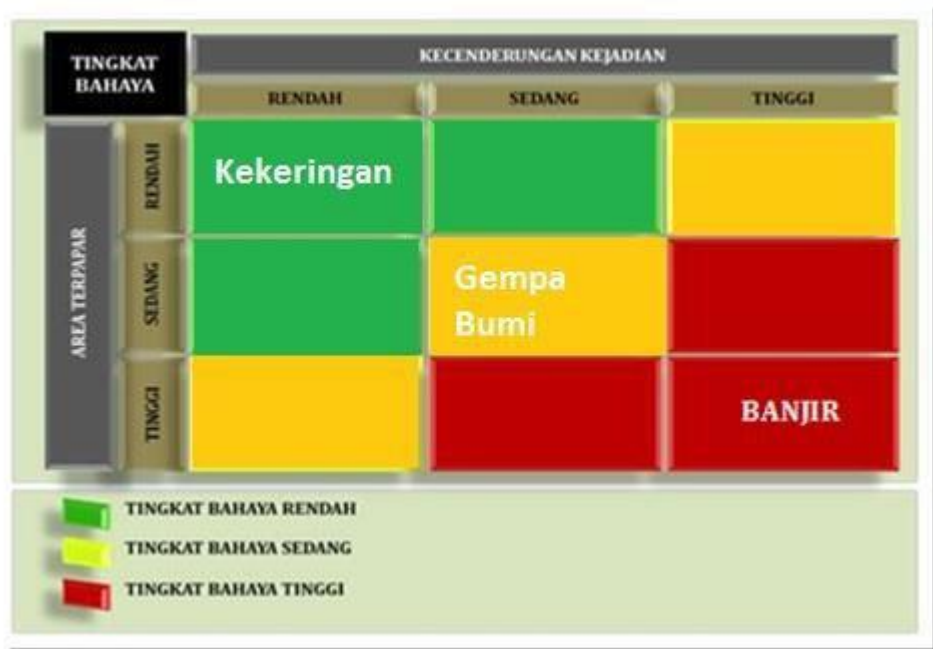 TINGKAT
BAHAYA
KECENDERUNGAN KEJADIAN
RENDAH
SEDANG
TINGGI
AREA TERPAPAR
RENDAH
Kekeringan
SEDANG
Gempa
Bumi
TINGGI
BANJIR
TINGKAT BAHAYA RENDAH
TINGKAT BAHAYA SEDANG
TINGKAT BAHAYA TINGGI